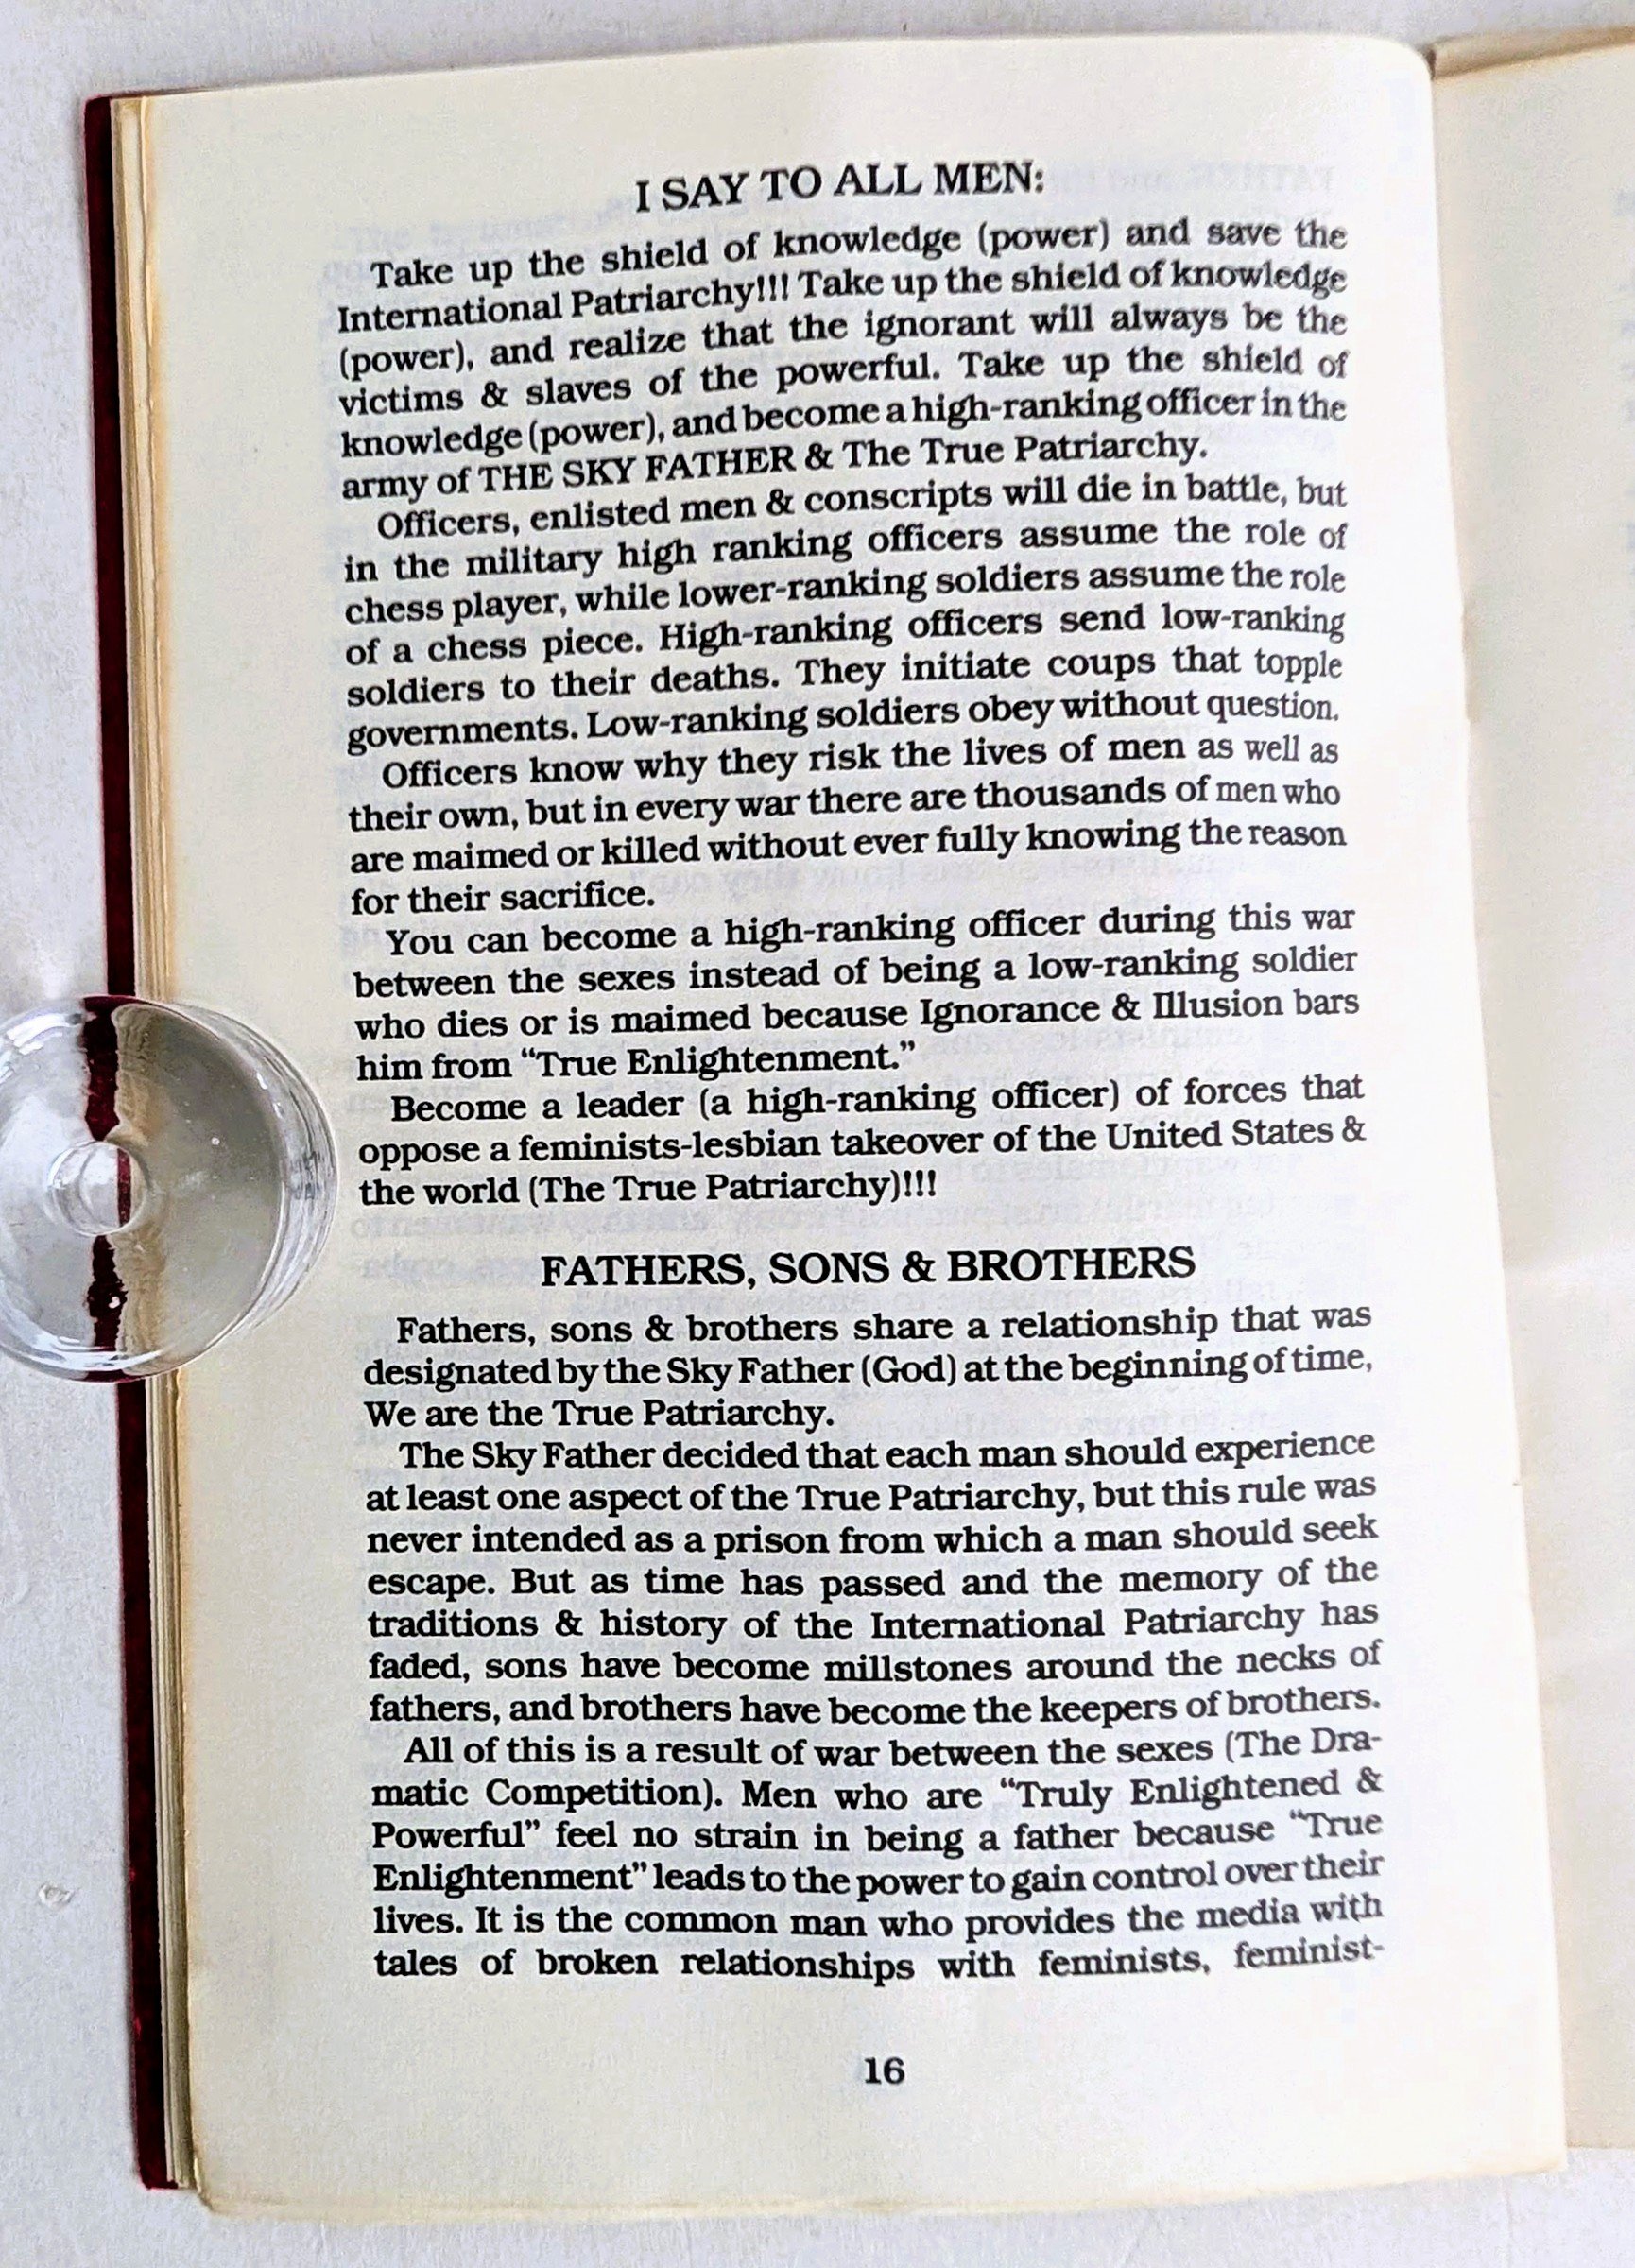 I SAY TO ALL MEN:
Take up the shield of knowledge (power) and save the
International Patriarchy!!! Take up the shield of knowledge
(power), and realize that the ignorant will always be the
victims & slaves of the powerful. Take up the shield of
knowledge (power), and become a high-ranking officer in the
army of THE SKY FATHER & The True Patriarchy.
Officers, enlisted men & conscripts will die in battle, but
in the military high ranking officers assume the role of
chess player, while lower-ranking soldiers assume the role
of a chess piece. High-ranking officers send low-ranking
soldiers to their deaths. They initiate coups that topple
governments. Low-ranking soldiers obey without question.
Officers know why they risk the lives of men as well as
their own, but in every war there are thousands of men who
are maimed or killed without ever fully knowing the reason
for their sacrifice.
You can become a high-ranking officer during this war
between the sexes instead of being a low-ranking soldier
who dies or is maimed because Ignorance & Illusion bars
him from “True Enlightenment.”
Become a leader (a high-ranking officer) of forces that
oppose a feminists-lesbian takeover of the United States &
the world (The True Patriarchy)!!!
FATHERS, SONS & BROTHERS
Fathers, sons & brothers share a relationship that was
designated by the Sky Father (God) at the beginning of time,
We are the True Patriarchy.
The Sky Father decided that each man should experience
at least one aspect of the True Patriarchy, but this rule was
never intended as a prison from which a man should seek
escape. But as time has passed and the memory of the
traditions & history of the International Patriarchy has
faded, sons have become millstones around the necks of
fathers, and brothers have become the keepers of brothers.
All of this is a result of war between the sexes (The Dra-
matic Competition). Men who are “Truly Enlightened &
Powerful” feel no strain in being a father because “True
Enlightenment” leads to the power to gain control over their
lives. It is the common man who provides the media with
tales of broken relationships with feminists, feminist-
16